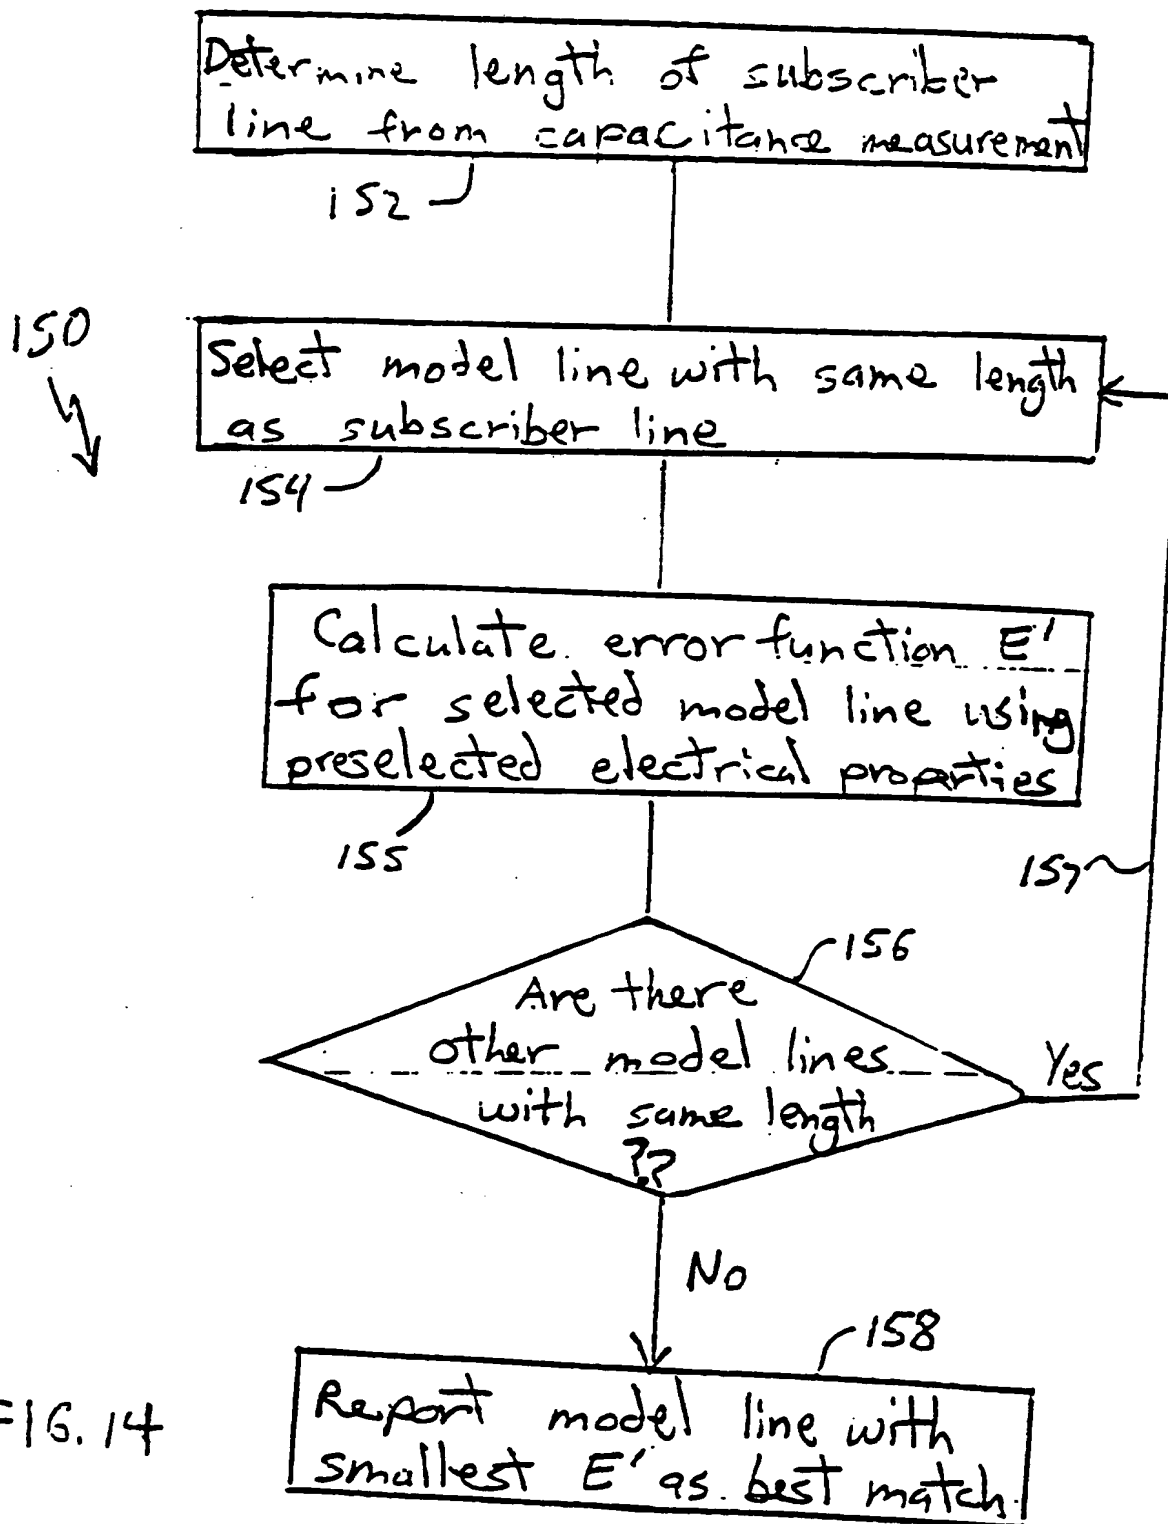 Determine length of subscriber
line from capacitance measurement
152
150
Select model line with same length
as subscriber line
154
Calculate error function E'
for selected model line using
preselected electrical properties
155
157
156
Are there
other model lines
with same length
??
Yes
No
158
Report model line with
smallest E' as best match.
FIG. 14